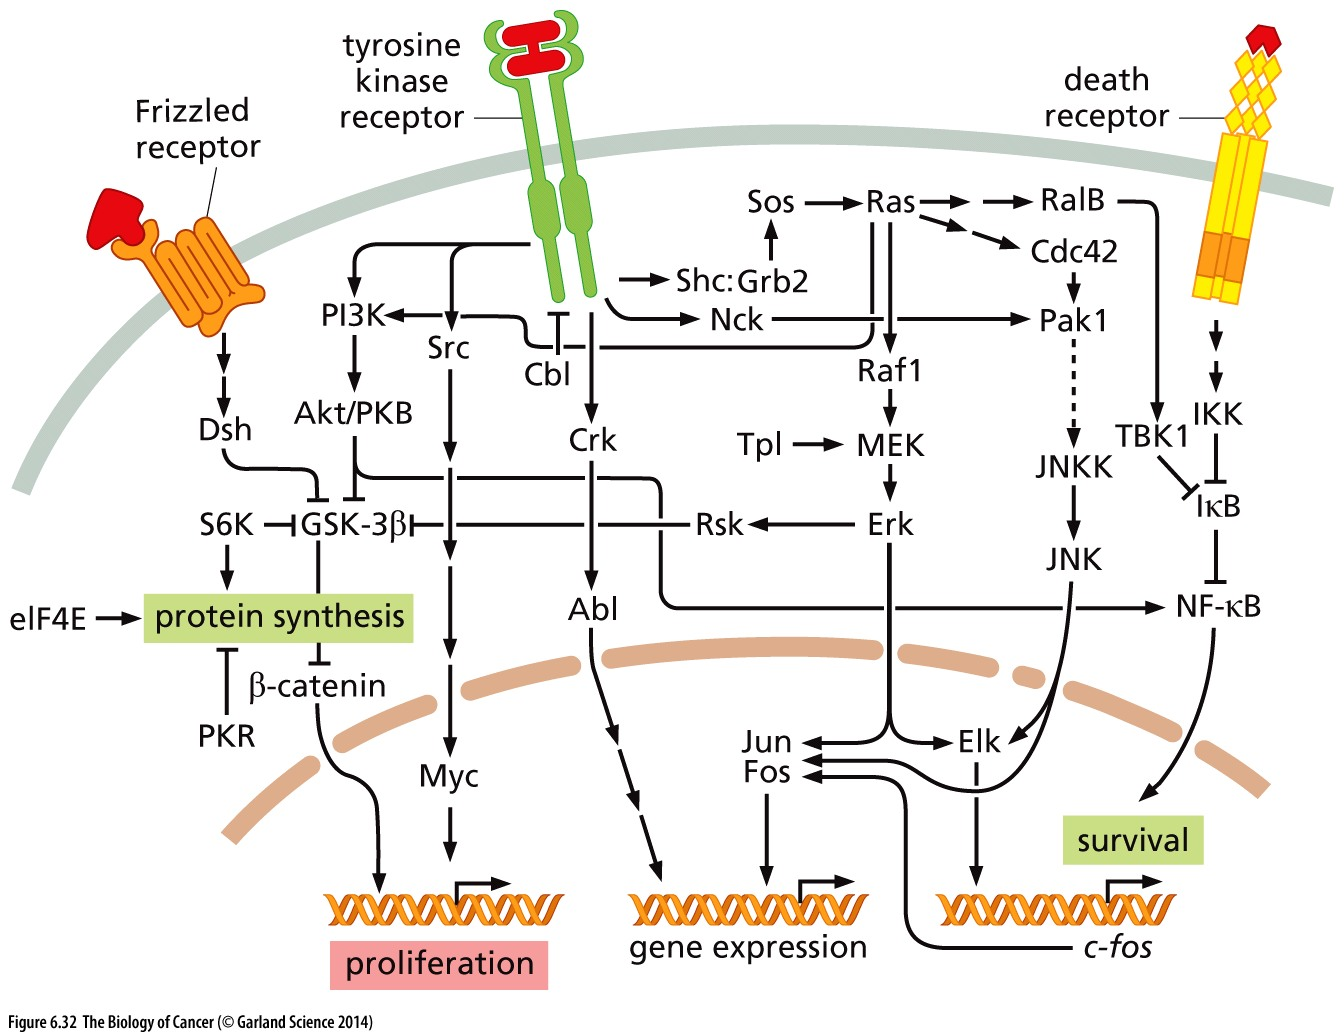 tyrosine
kinase
receptor
death
receptor
Frizzled
receptor
Sos
Ras
RalB
Cdc42
Shc:Grb2
PI3K
Nck
Pak1
Src
Cbl
Raf1
Akt/PKB
IKK
Dsh
Crk
Tpl
MEK
TBK1
JNKK
IκB
S6K
GSK-3β
Rsk
Erk
JNK
elF4E
protein synthesis
Abl
NF-κB
β-catenin
PKR
Jun
Fos
Elk
Myc
survival
gene expression
c-fos
proliferation
Figure 6.32 The Biology of Cancer (© Garland Science 2014)